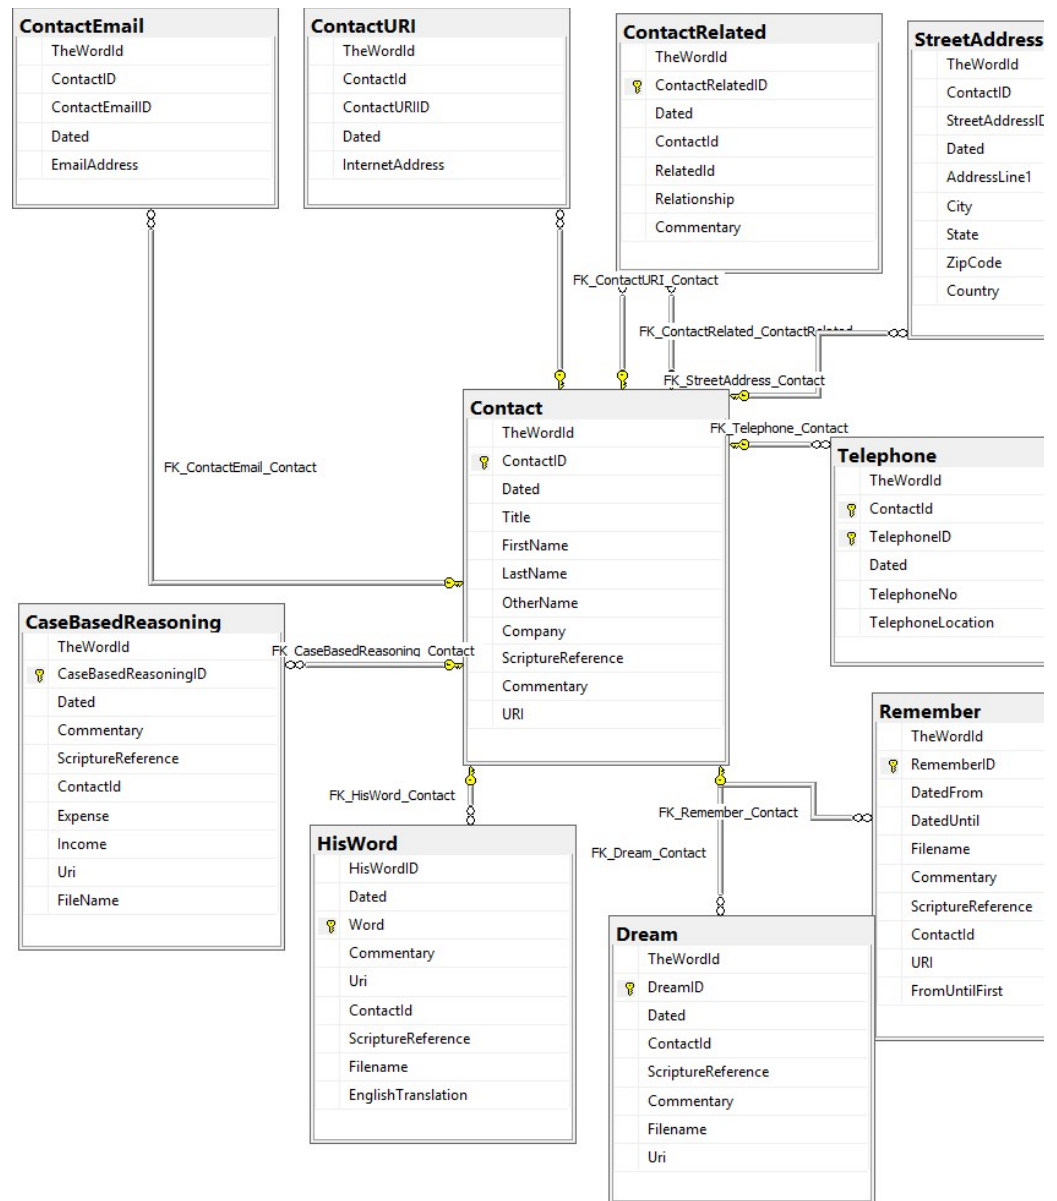 ContactEmail
TheWordId
ContactID
ContactEmailID
Dated
EmailAddress
ContactURI
TheWordId
ContactId
ContactURIID
Dated
InternetAddress
ContactRelated
TheWordId
ContactRelatedID
Dated
ContactId
RelatedId
Relationship
Commentary
StreetAddress
TheWordId
ContactID
StreetAddressID
Dated
AddressLine1
City
State
ZipCode
Country
FK_ContactURI_Contact
FK_ContactRelated_ContactRelated
FK_StreetAddress_Contact
FK_Telephone_Contact
FK_ContactEmail_Contact
Contact
TheWordId
ContactID
Dated
Title
FirstName
LastName
OtherName
Company
ScriptureReference
Commentary
URI
Telephone
TheWordId
ContactId
TelephoneID
Dated
TelephoneNo
TelephoneLocation
CaseBasedReasoning
TheWordId
CaseBasedReasoningID
Dated
Commentary
ScriptureReference
ContactId
Expense
Income
Uri
FileName
FK_CaseBasedReasoning_Contact
Remember
TheWordId
RememberID
DatedFrom
DatedUntil
Filename
Commentary
ScriptureReference
ContactId
URI
FromUntilFirst
FK_HisWord_Contact
FK_Remember_Contact
FK_Dream_Contact
HisWord
HisWordID
Dated
Word
Commentary
Uri
ContactId
ScriptureReference
Filename
EnglishTranslation
Dream
TheWordId
DreamID
Dated
ContactId
ScriptureReference
Commentary
Filename
Uri